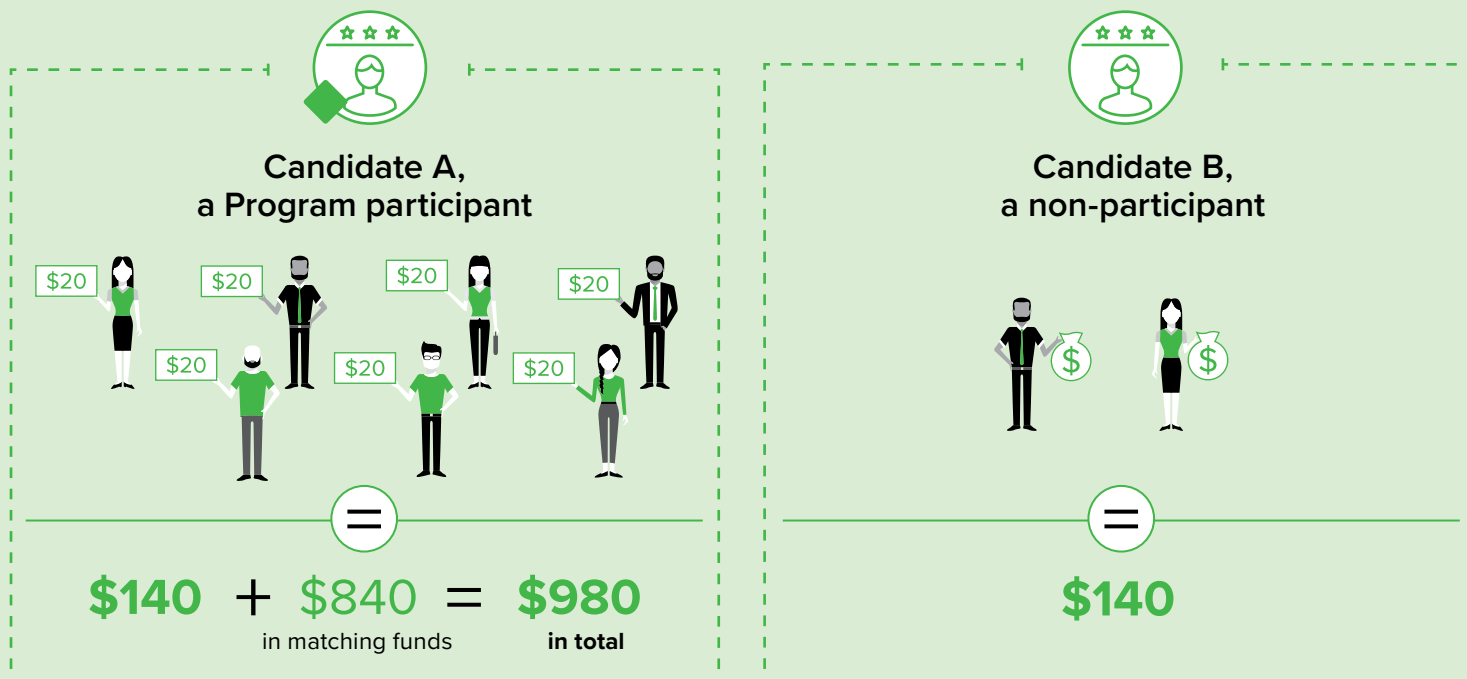 Candidate A,
a Program participant
$20
$20
$20
$20
$20
$20
$20
=
$140 + $840 = $980
in matching funds
in total
Candidate B,
a non-participant
$
$
=
$140